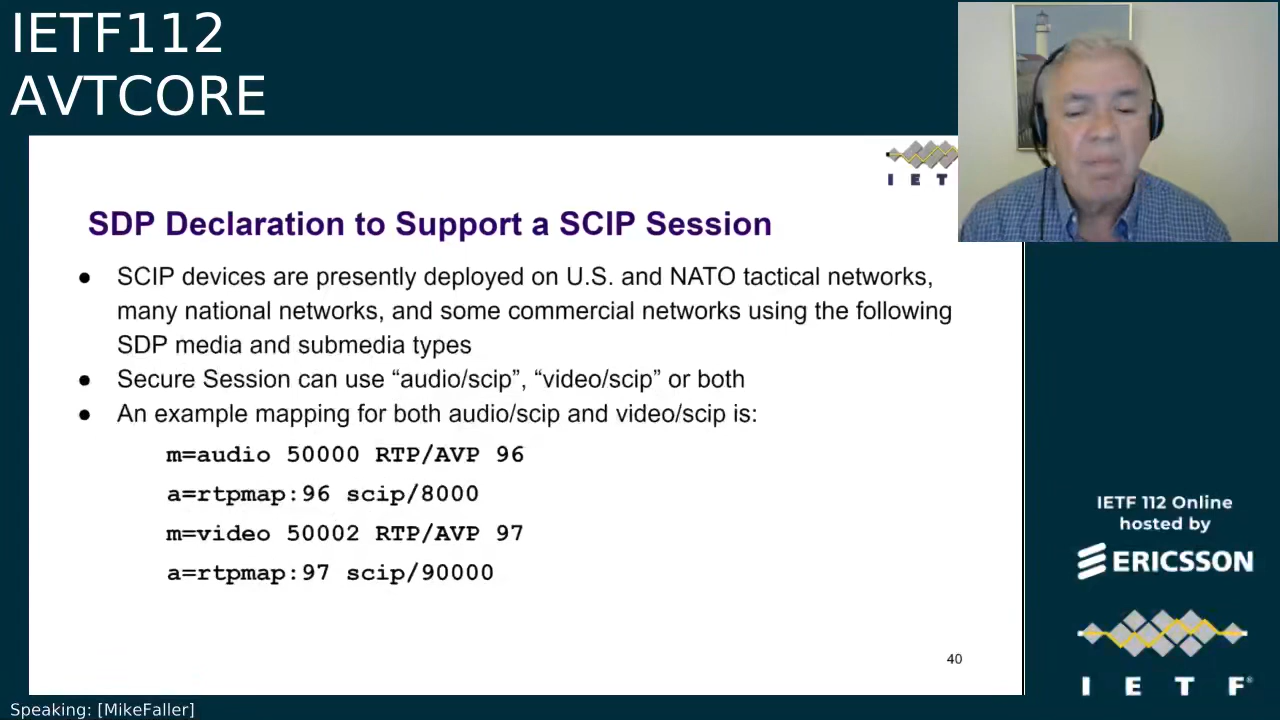 IETF112
AVTCORE
I E T
SDP Declaration to Support a SCIP Session
● SCIP devices are presently deployed on U.S. and NATO tactical networks,
many national networks, and some commercial networks using the following
SDP media and submedia types
● Secure Session can use “audio/scip”, “video/scip” or both
● An example mapping for both audio/scip and video/scip is:
m=audio 50000 RTP/AVP 96
a=rtpmap:96 scip/8000
m=video 50002 RTP/AVP 97
a=rtpmap:97 scip/90000
40
IETF 112 Online
hosted by
ERICSSON
I E T F®
Speaking: [MikeFaller]